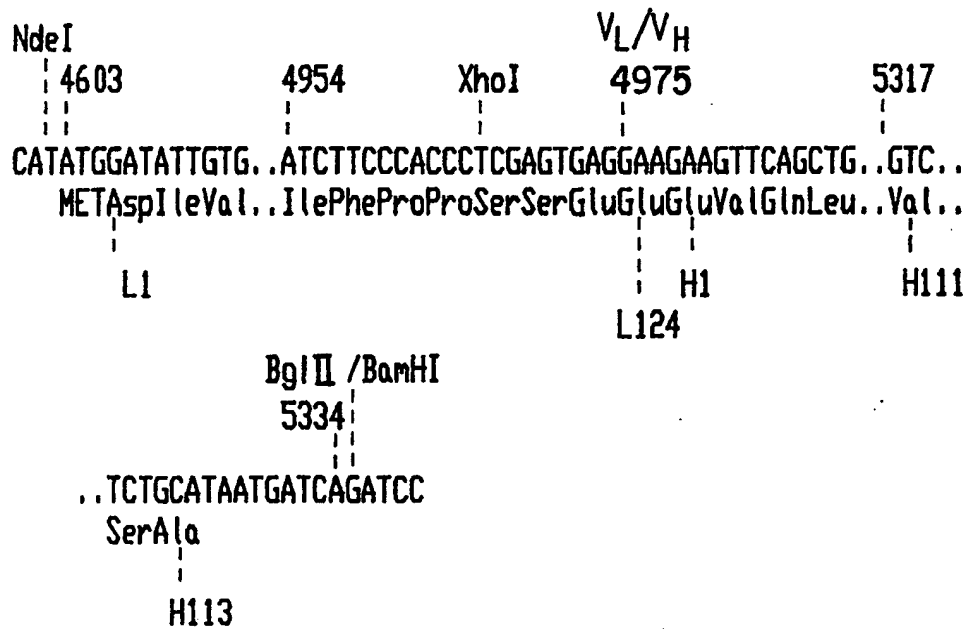 NdeI VL/VH
4603 4954 XhoI 4975 5317
CATATGGATATTGTG..ATCTTCCCACCCTCGAGTGAGGAAGAAGTTCAGCTG..GTC..
METAspIleVal..IlePheProProSerSerGluGluGluValGlnLeu..Val..
L1 H1 H111
L124
BglII /BamHI
5334
..TCTGCATAATGATCAGATCC
SerAla
H113